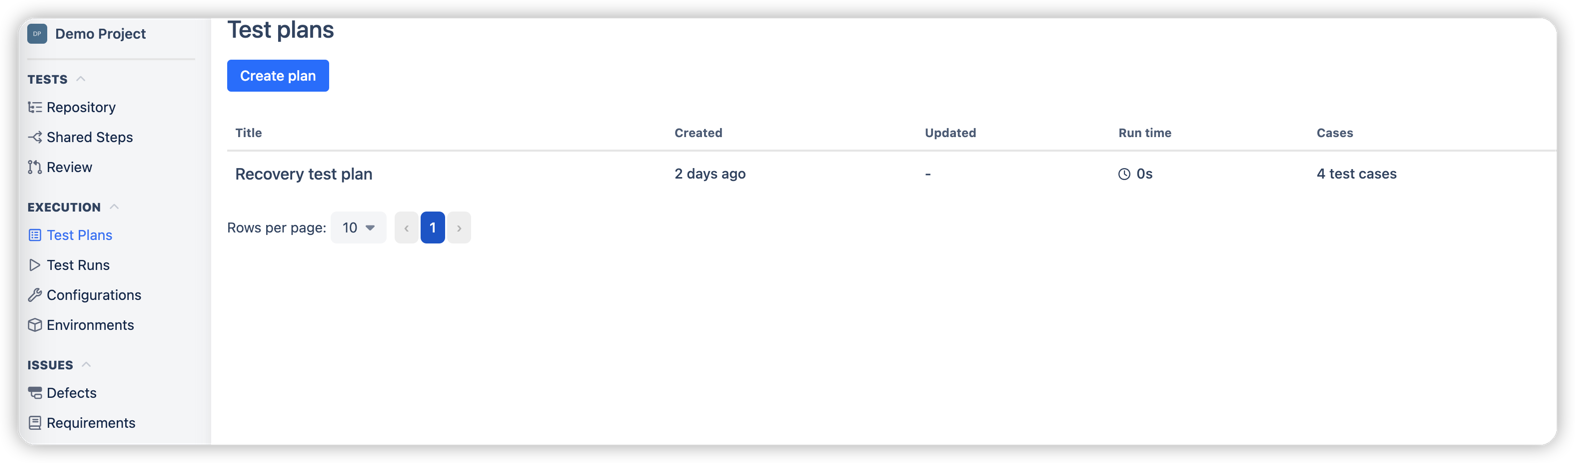 DP Demo Project
TESTS
Repository
Shared Steps
Review
EXECUTION
Test Plans
Test Runs
Configurations
Environments
ISSUES
Defects
Requirements
Test plans
Create plan
Title Created Updated Run time Cases
Recovery test plan 2 days ago - 0s 4 test cases
Rows per page: 10 ‹ 1 ›